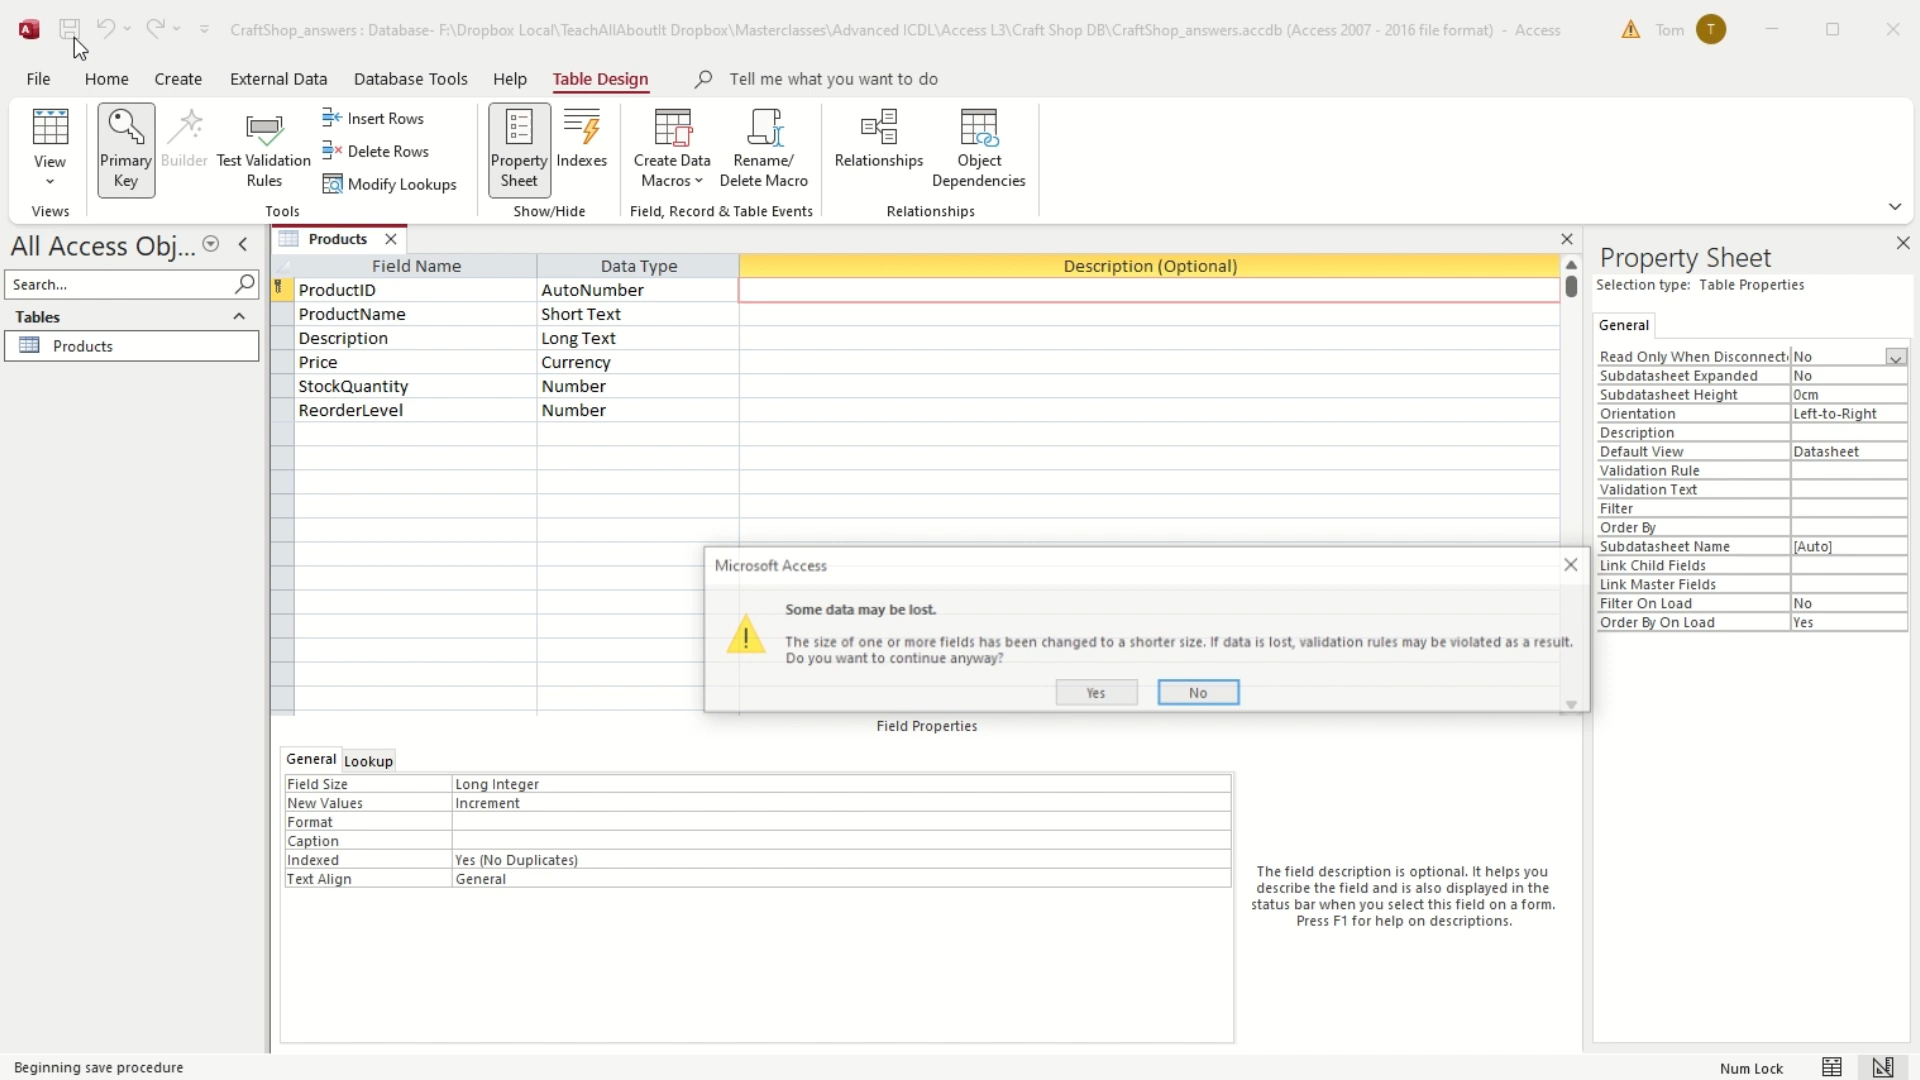 CraftShop_answers : Database- F:\Dropbox Local\TeachAllAboutIt Dropbox\Masterclasses\Advanced ICDL\Access L3\Craft Shop DB\CraftShop_answers.accdb (Access 2007 - 2016 file format) - Access
Tom
T
File
Home
Create
External Data
Database Tools
Help
Table Design
Tell me what you want to do
View
Primary
Key
Builder
Test Validation
Rules
Insert Rows
Delete Rows
Modify Lookups
Property
Sheet
Indexes
Create Data
Macros
Rename/
Delete Macro
Relationships
Object
Dependencies
Views
Tools
Show/Hide
Field, Record & Table Events
Relationships
All Access Obj...
Search...
Tables
Products
Products
Field Name
Data Type
Description (Optional)
ProductID
AutoNumber
ProductName
Short Text
Description
Long Text
Price
Currency
StockQuantity
Number
ReorderLevel
Number
Microsoft Access
Some data may be lost.
The size of one or more fields has been changed to a shorter size. If data is lost, validation rules may be violated as a result.
Do you want to continue anyway?
Yes
No
Field Properties
General
Lookup
Field Size
Long Integer
New Values
Increment
Format
Caption
Indexed
Yes (No Duplicates)
Text Align
General
The field description is optional. It helps you
describe the field and is also displayed in the
status bar when you select this field on a form.
Press F1 for help on descriptions.
Property Sheet
Selection type: Table Properties
General
Read Only When Disconnect
No
Subdatasheet Expanded
No
Subdatasheet Height
0cm
Orientation
Left-to-Right
Description
Default View
Datasheet
Validation Rule
Validation Text
Filter
Order By
Subdatasheet Name
[Auto]
Link Child Fields
Link Master Fields
Filter On Load
No
Order By On Load
Yes
Beginning save procedure
Num Lock